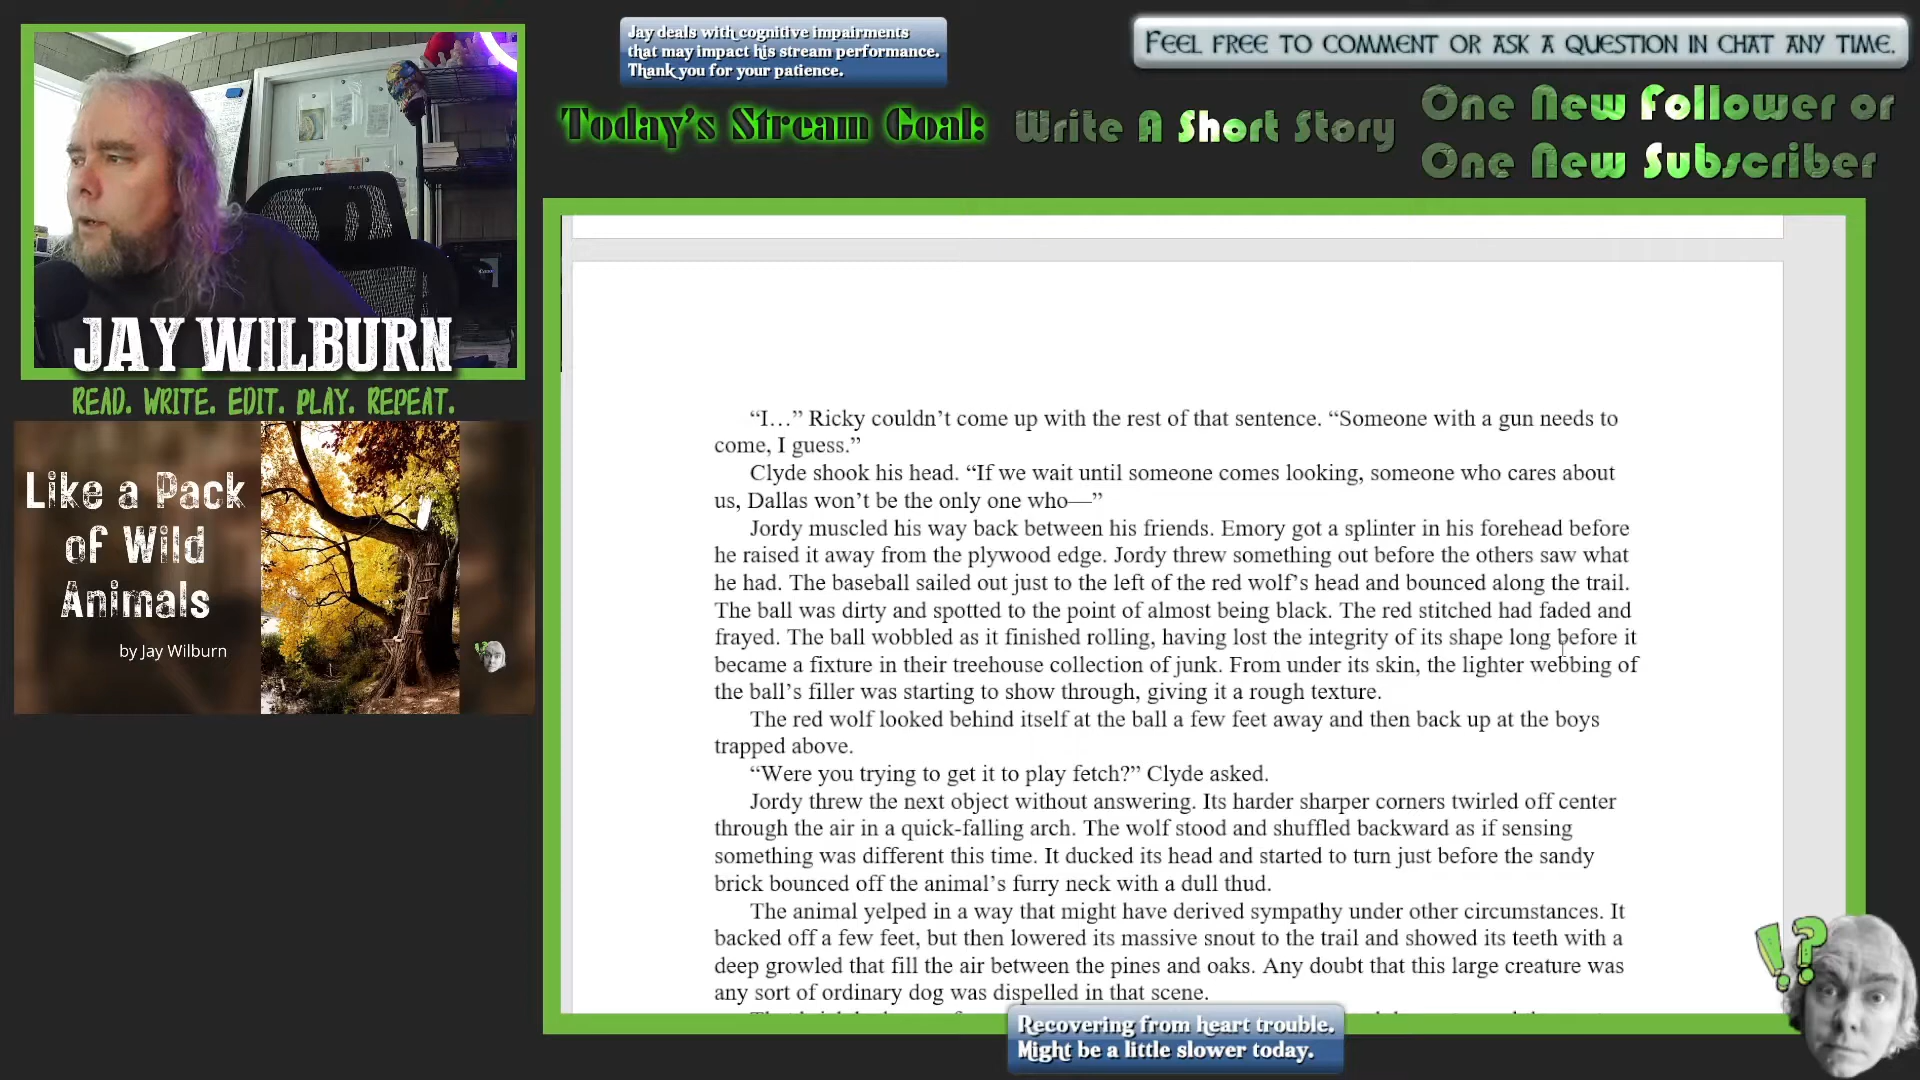 Jay deals with cognitive impairments
that may impact his stream performance.
Thank you for your patience.
FEEL FREE TO COMMENT OR ASK A QUESTION IN CHAT ANY TIME.
Today's Stream Goal:
Write A Short Story
One New Follower or
One New Subscriber
JAY WILBURN
READ. WRITE. EDIT. PLAY. REPEAT.
Like a Pack
of Wild
Animals
by Jay Wilburn
“I…” Ricky couldn’t come up with the rest of that sentence. “Someone with a gun needs to
come, I guess.”
Clyde shook his head. “If we wait until someone comes looking, someone who cares about
us, Dallas won’t be the only one who—”
Jordy muscled his way back between his friends. Emory got a splinter in his forehead before
he raised it away from the plywood edge. Jordy threw something out before the others saw what
he had. The baseball sailed out just to the left of the red wolf’s head and bounced along the trail.
The ball was dirty and spotted to the point of almost being black. The red stitched had faded and
frayed. The ball wobbled as it finished rolling, having lost the integrity of its shape long before it
became a fixture in their treehouse collection of junk. From under its skin, the lighter webbing of
the ball’s filler was starting to show through, giving it a rough texture.
The red wolf looked behind itself at the ball a few feet away and then back up at the boys
trapped above.
“Were you trying to get it to play fetch?” Clyde asked.
Jordy threw the next object without answering. Its harder sharper corners twirled off center
through the air in a quick-falling arch. The wolf stood and shuffled backward as if sensing
something was different this time. It ducked its head and started to turn just before the sandy
brick bounced off the animal’s furry neck with a dull thud.
The animal yelped in a way that might have derived sympathy under other circumstances. It
backed off a few feet, but then lowered its massive snout to the trail and showed its teeth with a
deep growled that fill the air between the pines and oaks. Any doubt that this large creature was
any sort of ordinary dog was dispelled in that scene.
Recovering from heart trouble.
Might be a little slower today.
!?